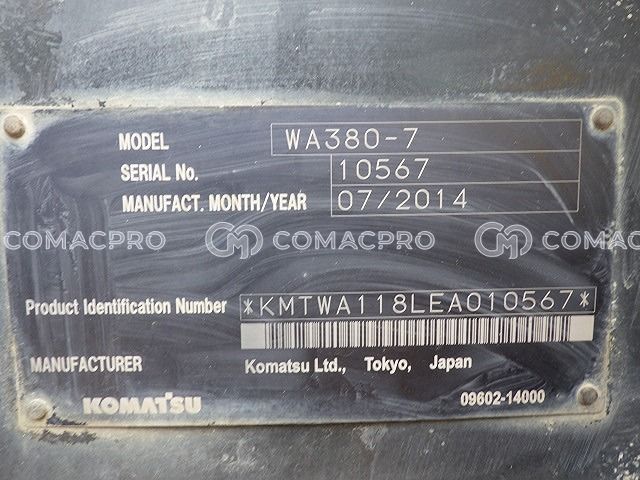 MODEL WA380-7
SERIAL No. 10567
MANUFACT. MONTH/YEAR 07/2014
COMACPRO COMACPRO COMACPRO
Product Identification Number *KMTWA118LEA010567*
MANUFACTURER Komatsu Ltd., Tokyo, Japan
KOMATSU 09602-14000